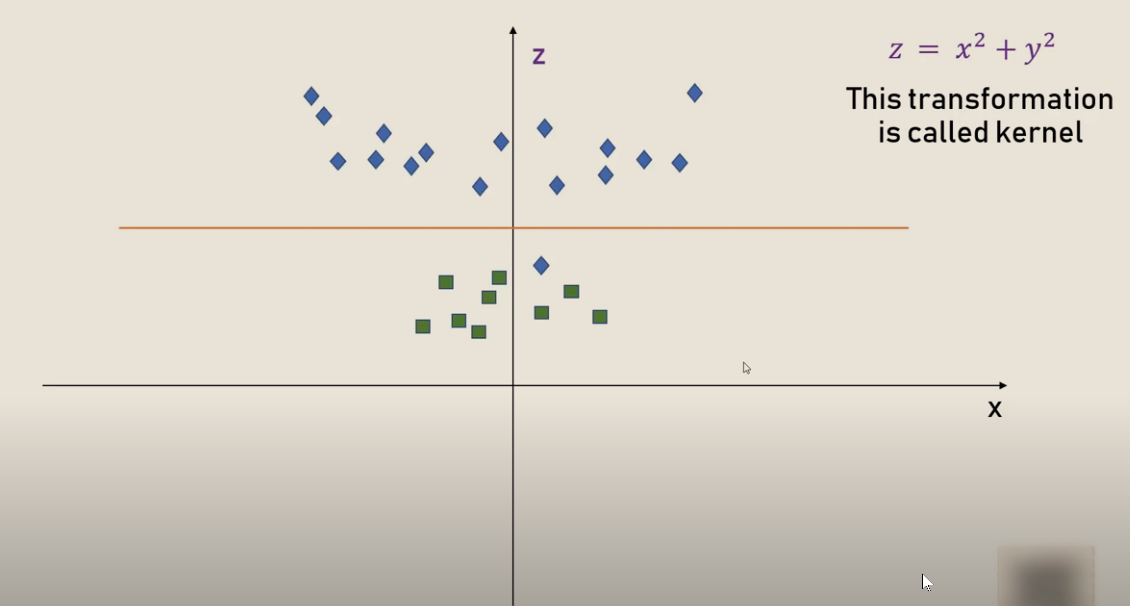 z
z = x² + y²
This transformation
is called kernel
x